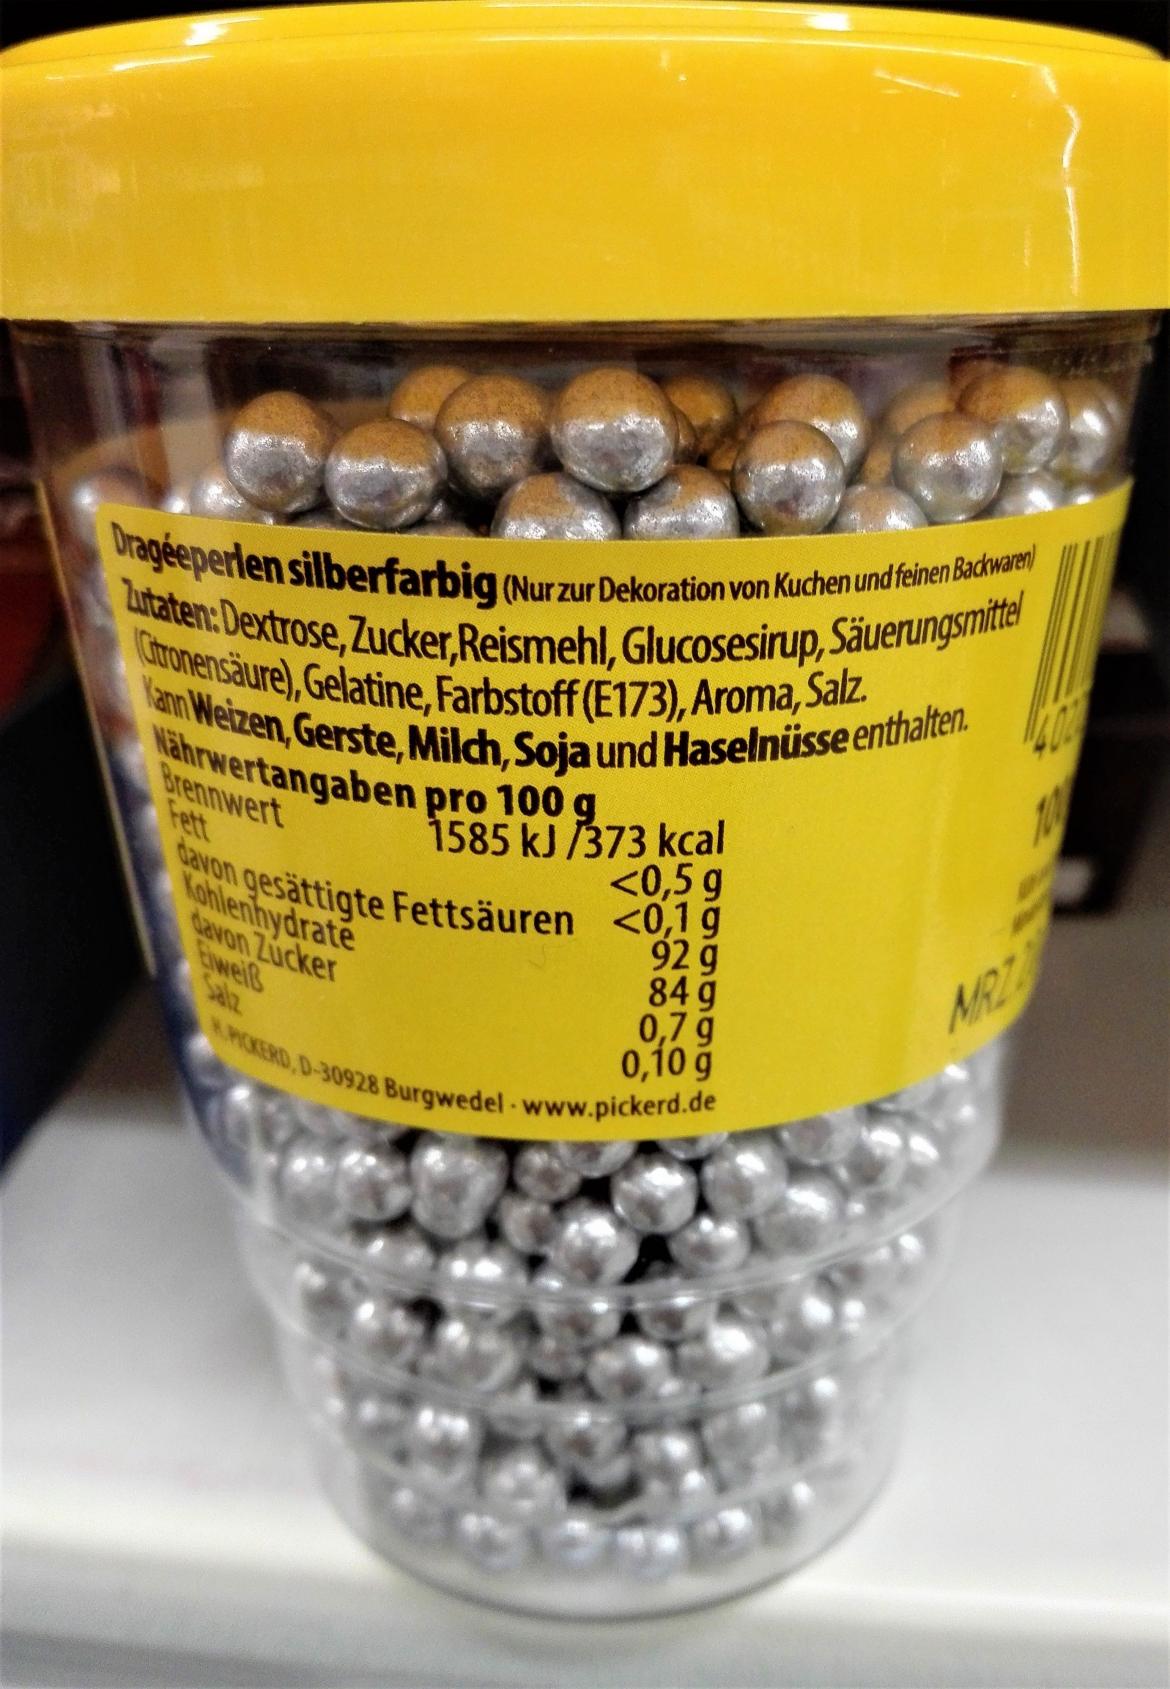 Dragéeperlen silberfarbig (Nur zur Dekoration von Kuchen und feinen Backwaren)
Zutaten: Dextrose, Zucker, Reismehl, Glucosesirup, Säuerungsmittel
(Citronensäure), Gelatine, Farbstoff (E173), Aroma, Salz.
Kann Weizen, Gerste, Milch, Soja und Haselnüsse enthalten.
Nährwertangaben pro 100 g
Brennwert 1585 kJ /373 kcal
Fett <0,5 g
davon gesättigte Fettsäuren <0,1 g
Kohlenhydrate 92 g
davon Zucker 84 g
Eiweiß 0,7 g
Salz 0,10 g
H. PICKERD, D-30928 Burgwedel · www.pickerd.de
MRZ